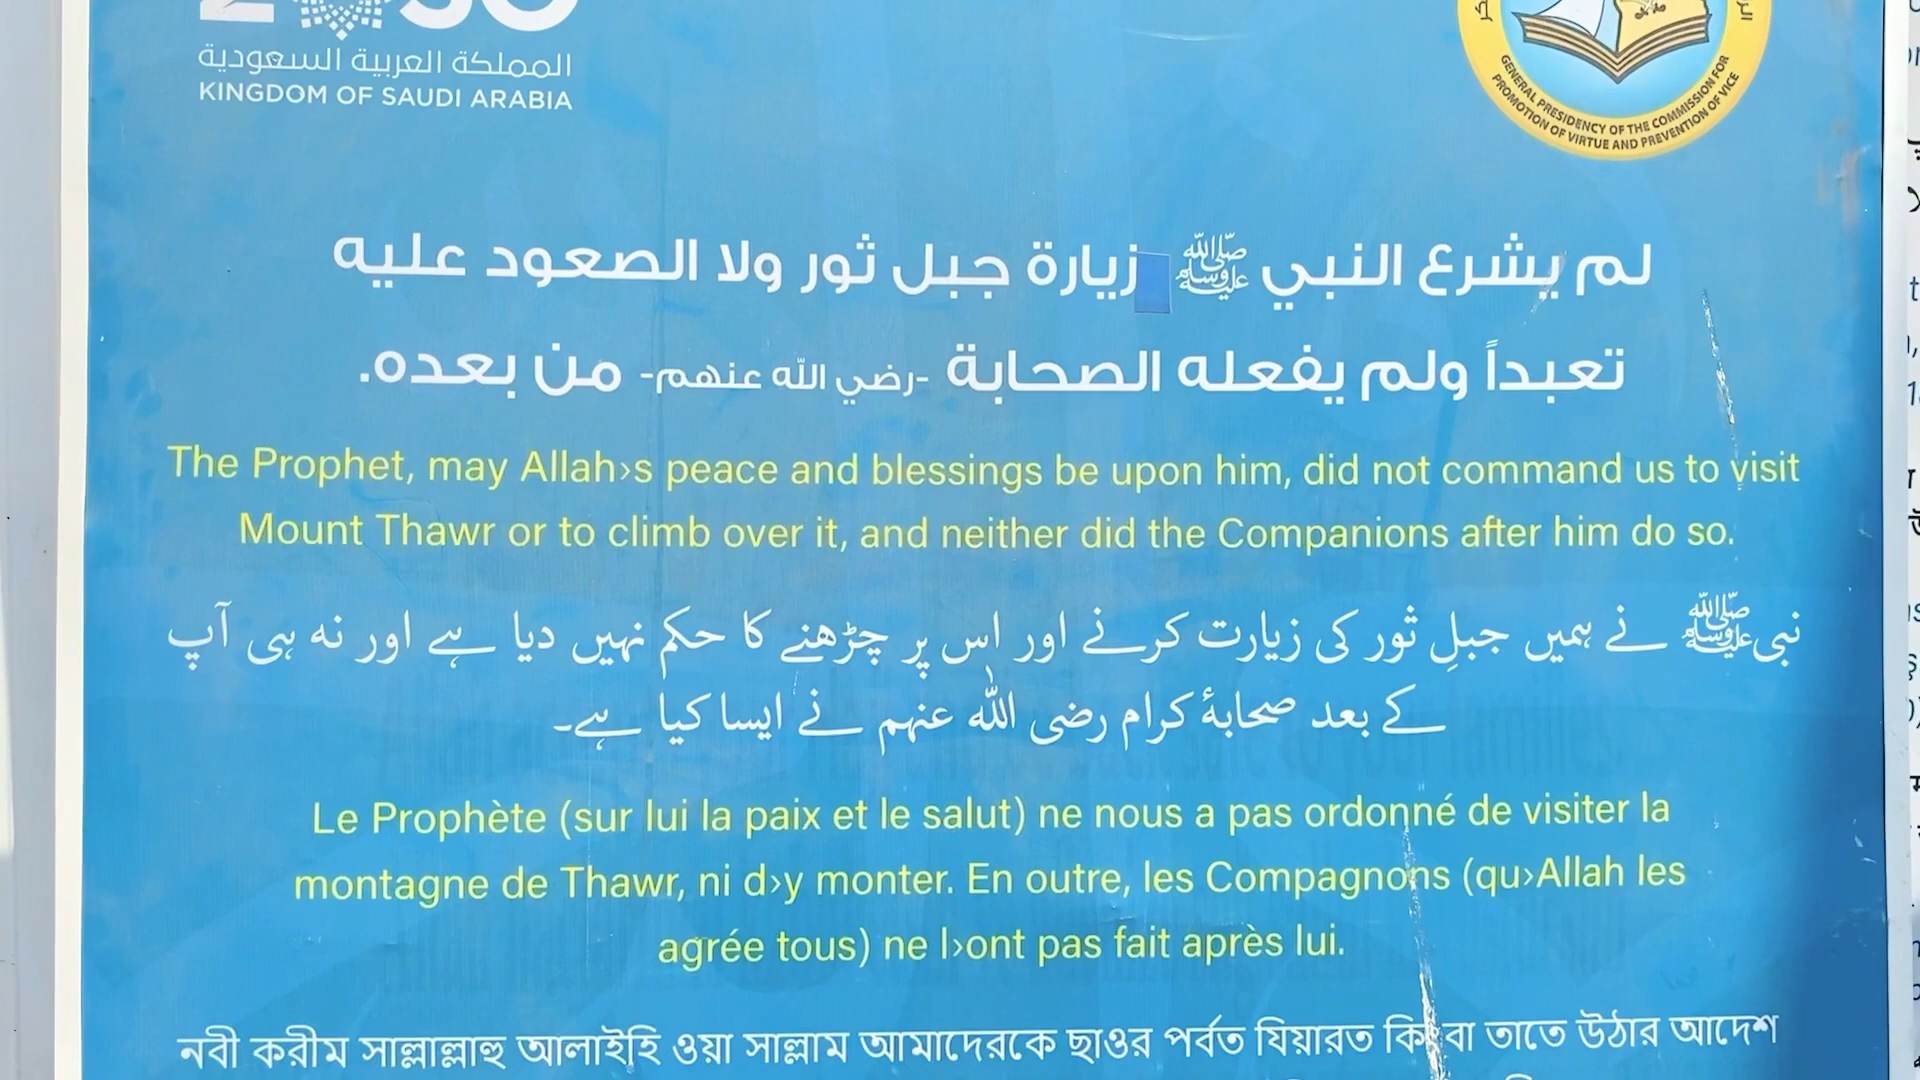 2030
المملكة العربية السعودية
KINGDOM OF SAUDI ARABIA
GENERAL PRESIDENCY OF THE COMMISSION FOR
PROMOTION OF VIRTUE AND PREVENTION OF VICE
لم يشرع النبي ﷺ زيارة جبل ثور ولا الصعود عليه
تعبداً ولم يفعله الصحابة -رضي الله عنهم- من بعده.
The Prophet, may Allah›s peace and blessings be upon him, did not command us to visit
Mount Thawr or to climb over it, and neither did the Companions after him do so.
نبیﷺ نے ہمیں جبلِ ثور کی زیارت کرنے اور اس پر چڑھنے کا حکم نہیں دیا ہے اور نہ ہی آپ
کے بعد صحابۂ کرام رضی اللہ عنہم نے ایسا کیا ہے۔
Le Prophète (sur lui la paix et le salut) ne nous a pas ordonné de visiter la
montagne de Thawr, ni d›y monter. En outre, les Compagnons (qu›Allah les
agrée tous) ne l›ont pas fait après lui.
নবী করীম সাল্লাল্লাহু আলাইহি ওয়া সাল্লাম আমাদেরকে ছাওর পর্বত যিয়ারত কিংবা তাতে উঠার আদেশ